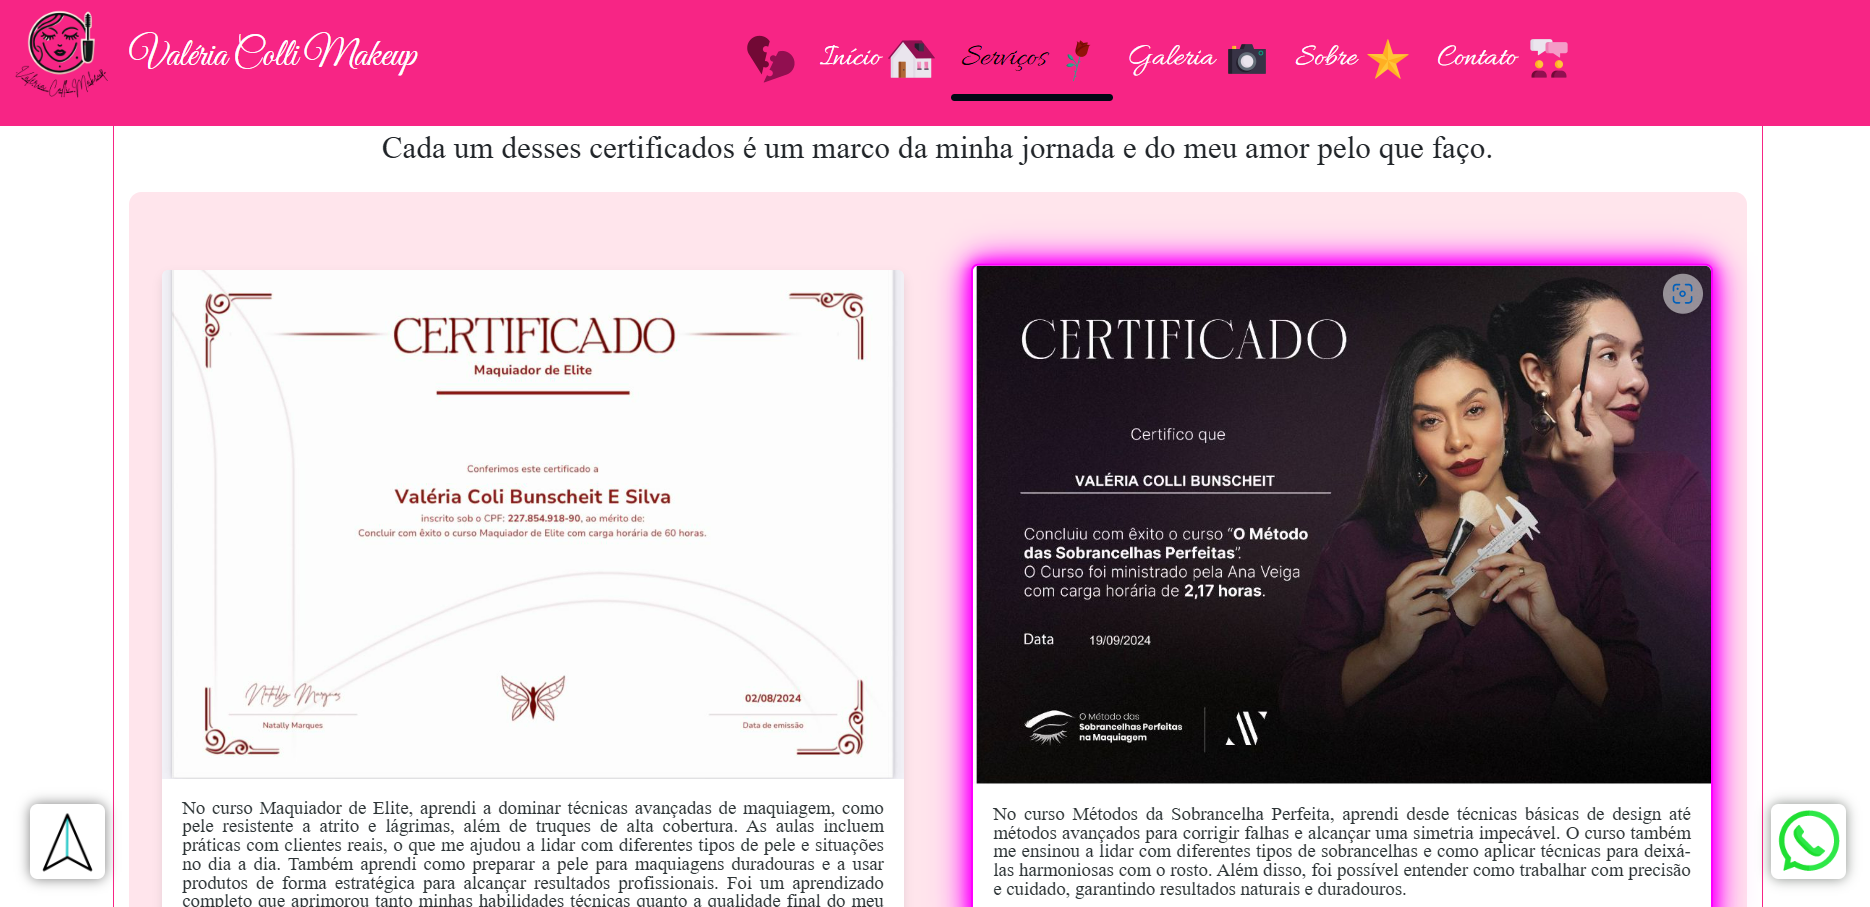 Valéria Colli Makeup
Valéria Colli Makeup
Início
Serviços
Galeria
Sobre
Contato
Cada um desses certificados é um marco da minha jornada e do meu amor pelo que faço.
CERTIFICADO
Maquiador de Elite
Conferimos este certificado a
Valéria Coli Bunscheit E Silva
inscrito sob o CPF: 227.854.918-90, ao mérito de:
Concluir com êxito o curso Maquiador de Elite com carga horária de 60 horas.
Natally Marques
02/08/2024
Natally Marques
Data de emissão
No curso Maquiador de Elite, aprendi a dominar técnicas avançadas de maquiagem, como
pele resistente a atrito e lágrimas, além de truques de alta cobertura. As aulas incluem
práticas com clientes reais, o que me ajudou a lidar com diferentes tipos de pele e situações
no dia a dia. Também aprendi como preparar a pele para maquiagens duradouras e a usar
produtos de forma estratégica para alcançar resultados profissionais. Foi um aprendizado
completo que aprimorou tanto minhas habilidades técnicas quanto a qualidade final do meu
CERTIFICADO
Certifico que
VALÉRIA COLLI BUNSCHEIT
Concluiu com êxito o curso “O Método
das Sobrancelhas Perfeitas”.
O Curso foi ministrado pela Ana Veiga
com carga horária de 2,17 horas.
Data 19/09/2024
O Método das
Sobrancelhas Perfeitas
na Maquiagem
No curso Métodos da Sobrancelha Perfeita, aprendi desde técnicas básicas de design até
métodos avançados para corrigir falhas e alcançar uma simetria impecável. O curso também
me ensinou a lidar com diferentes tipos de sobrancelhas e como aplicar técnicas para deixá-
las harmoniosas com o rosto. Além disso, foi possível entender como trabalhar com precisão
e cuidado, garantindo resultados naturais e duradouros.